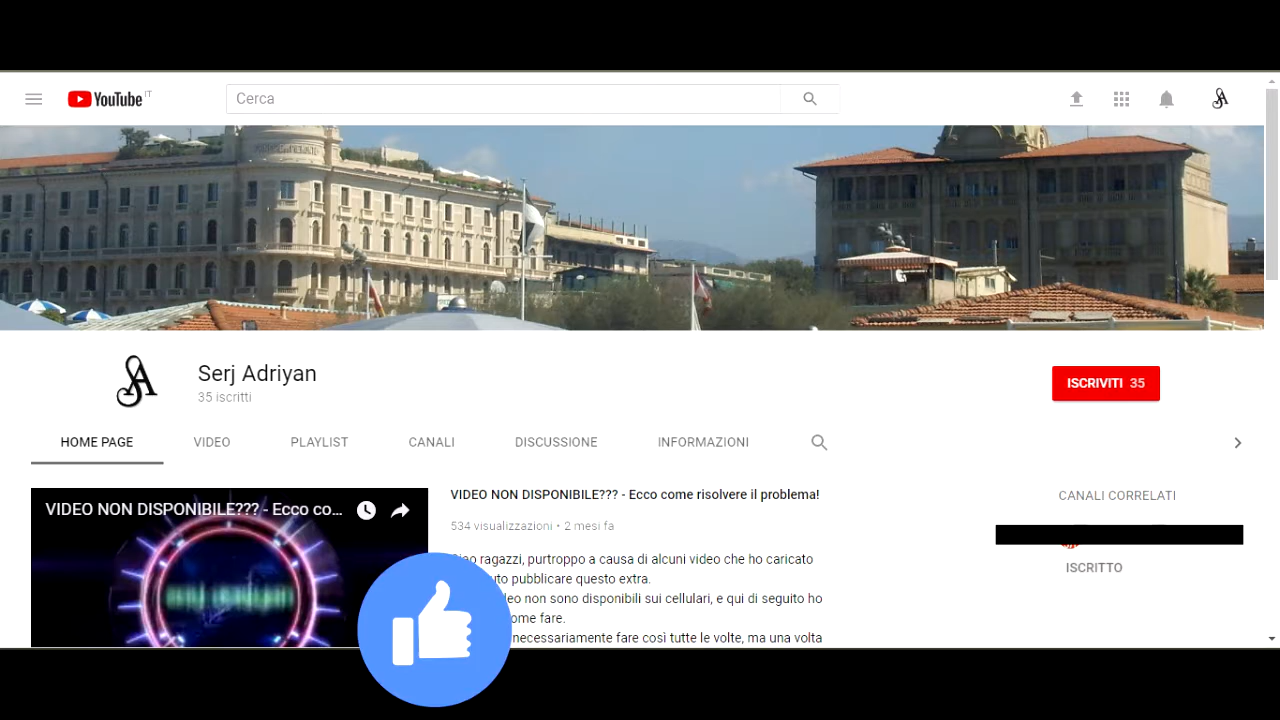 YouTube IT
Cerca
Serj Adriyan
35 iscritti
ISCRIVITI 35
HOME PAGE
VIDEO
PLAYLIST
CANALI
DISCUSSIONE
INFORMAZIONI
VIDEO NON DISPONIBILE??? - Ecco co...
VIDEO NON DISPONIBILE??? - Ecco come risolvere il problema!
534 visualizzazioni • 2 mesi fa
ragazzi, purtroppo a causa di alcuni video che ho caricato
pubblicare questo extra.
non sono disponibili sui cellulari, e qui di seguito ho
fare.
necessariamente fare così tutte le volte, ma una volta
CANALI CORRELATI
ISCRITTO